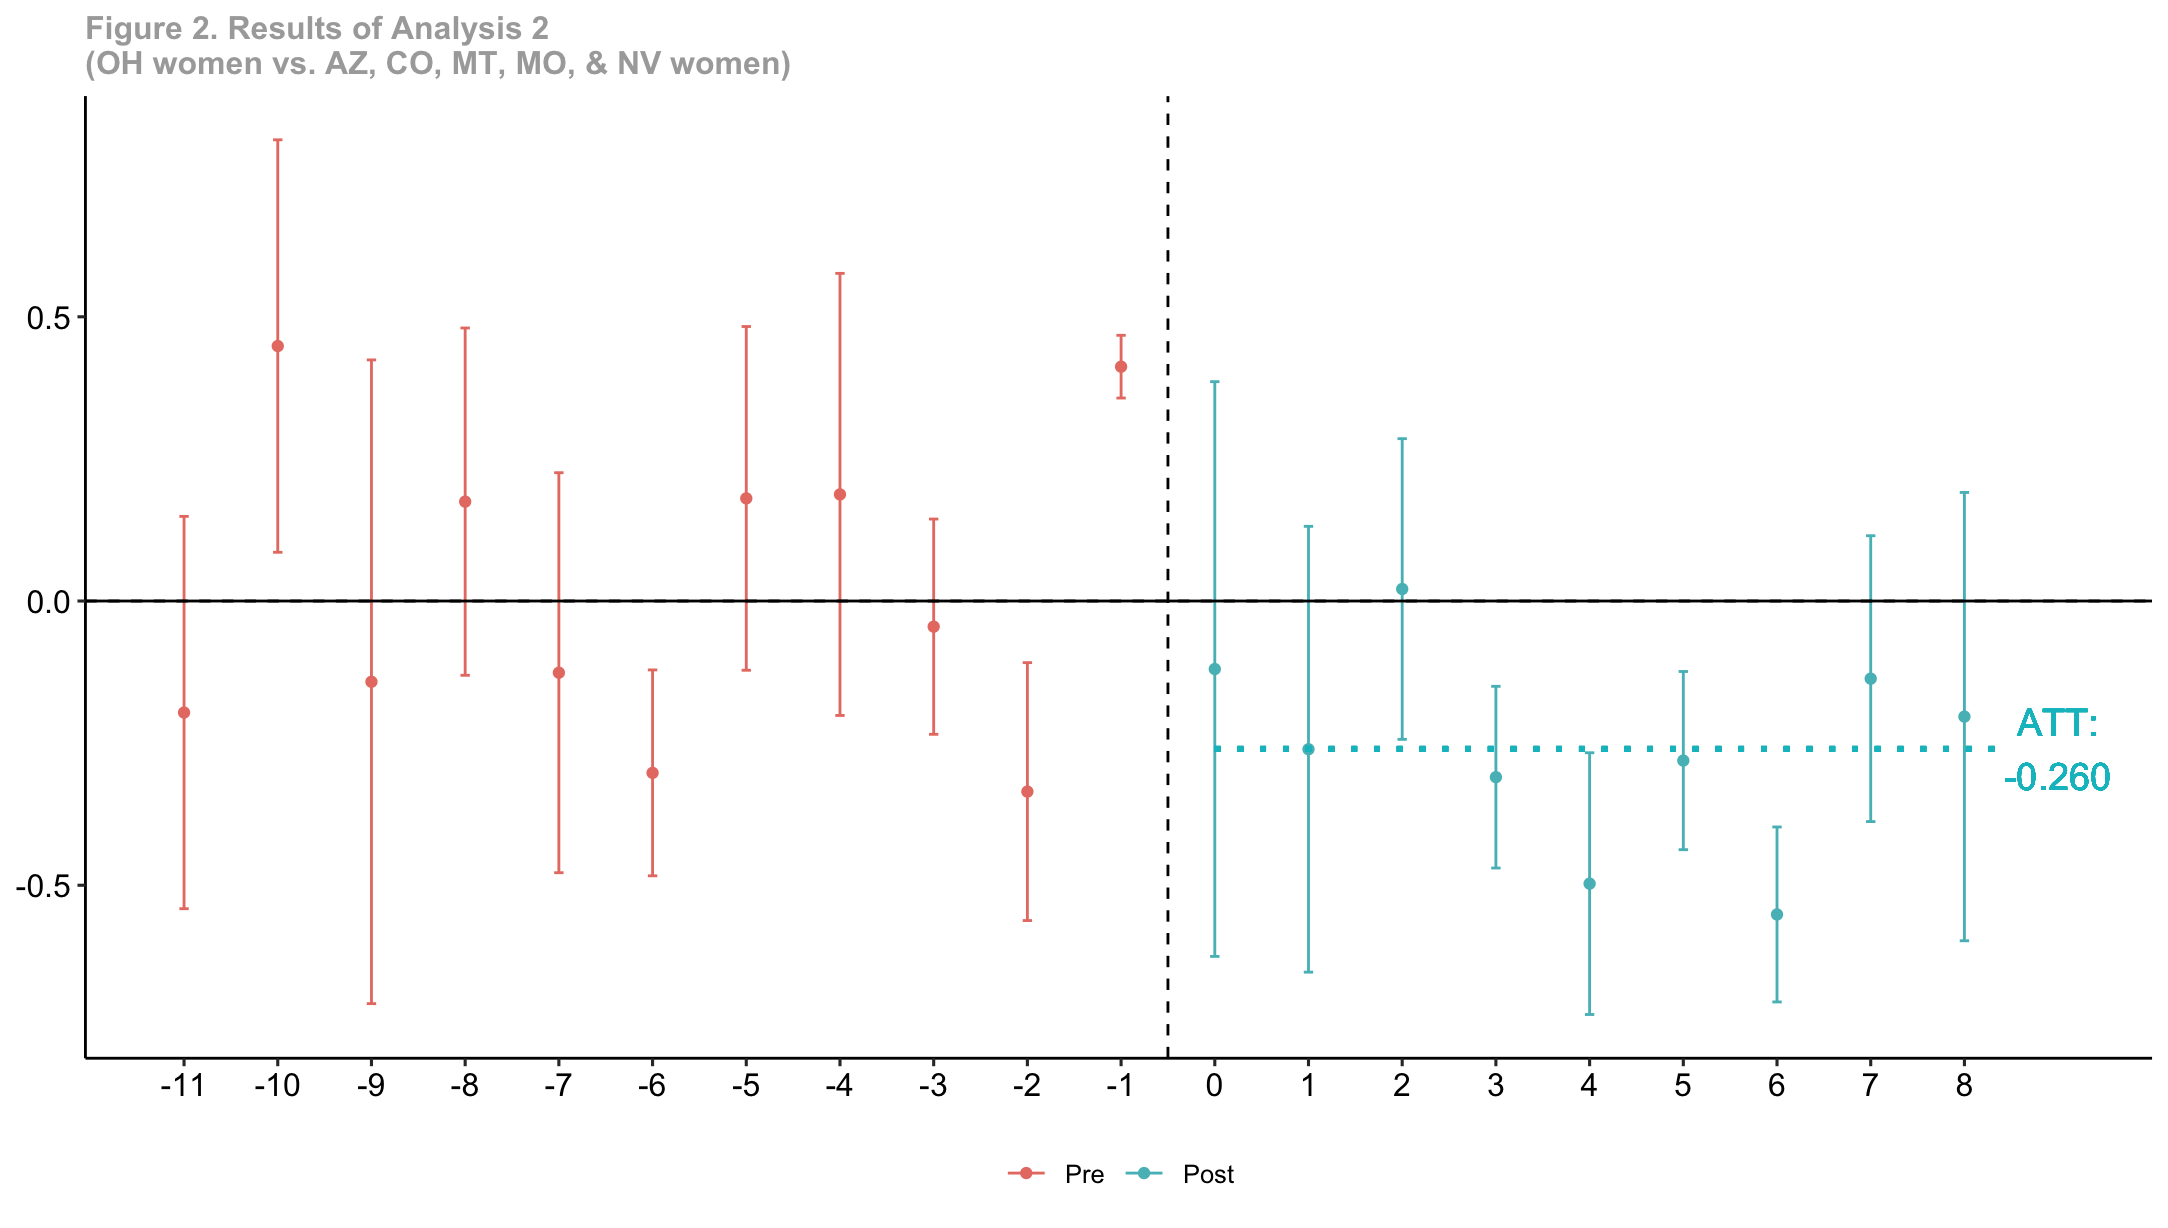 Figure 2. Results of Analysis 2
(OH women vs. AZ, CO, MT, MO, & NV women)
0.5
0.0
-0.5
ATT:
-0.260
-11 -10 -9 -8 -7 -6 -5 -4 -3 -2 -1 0 1 2 3 4 5 6 7 8
Pre Post